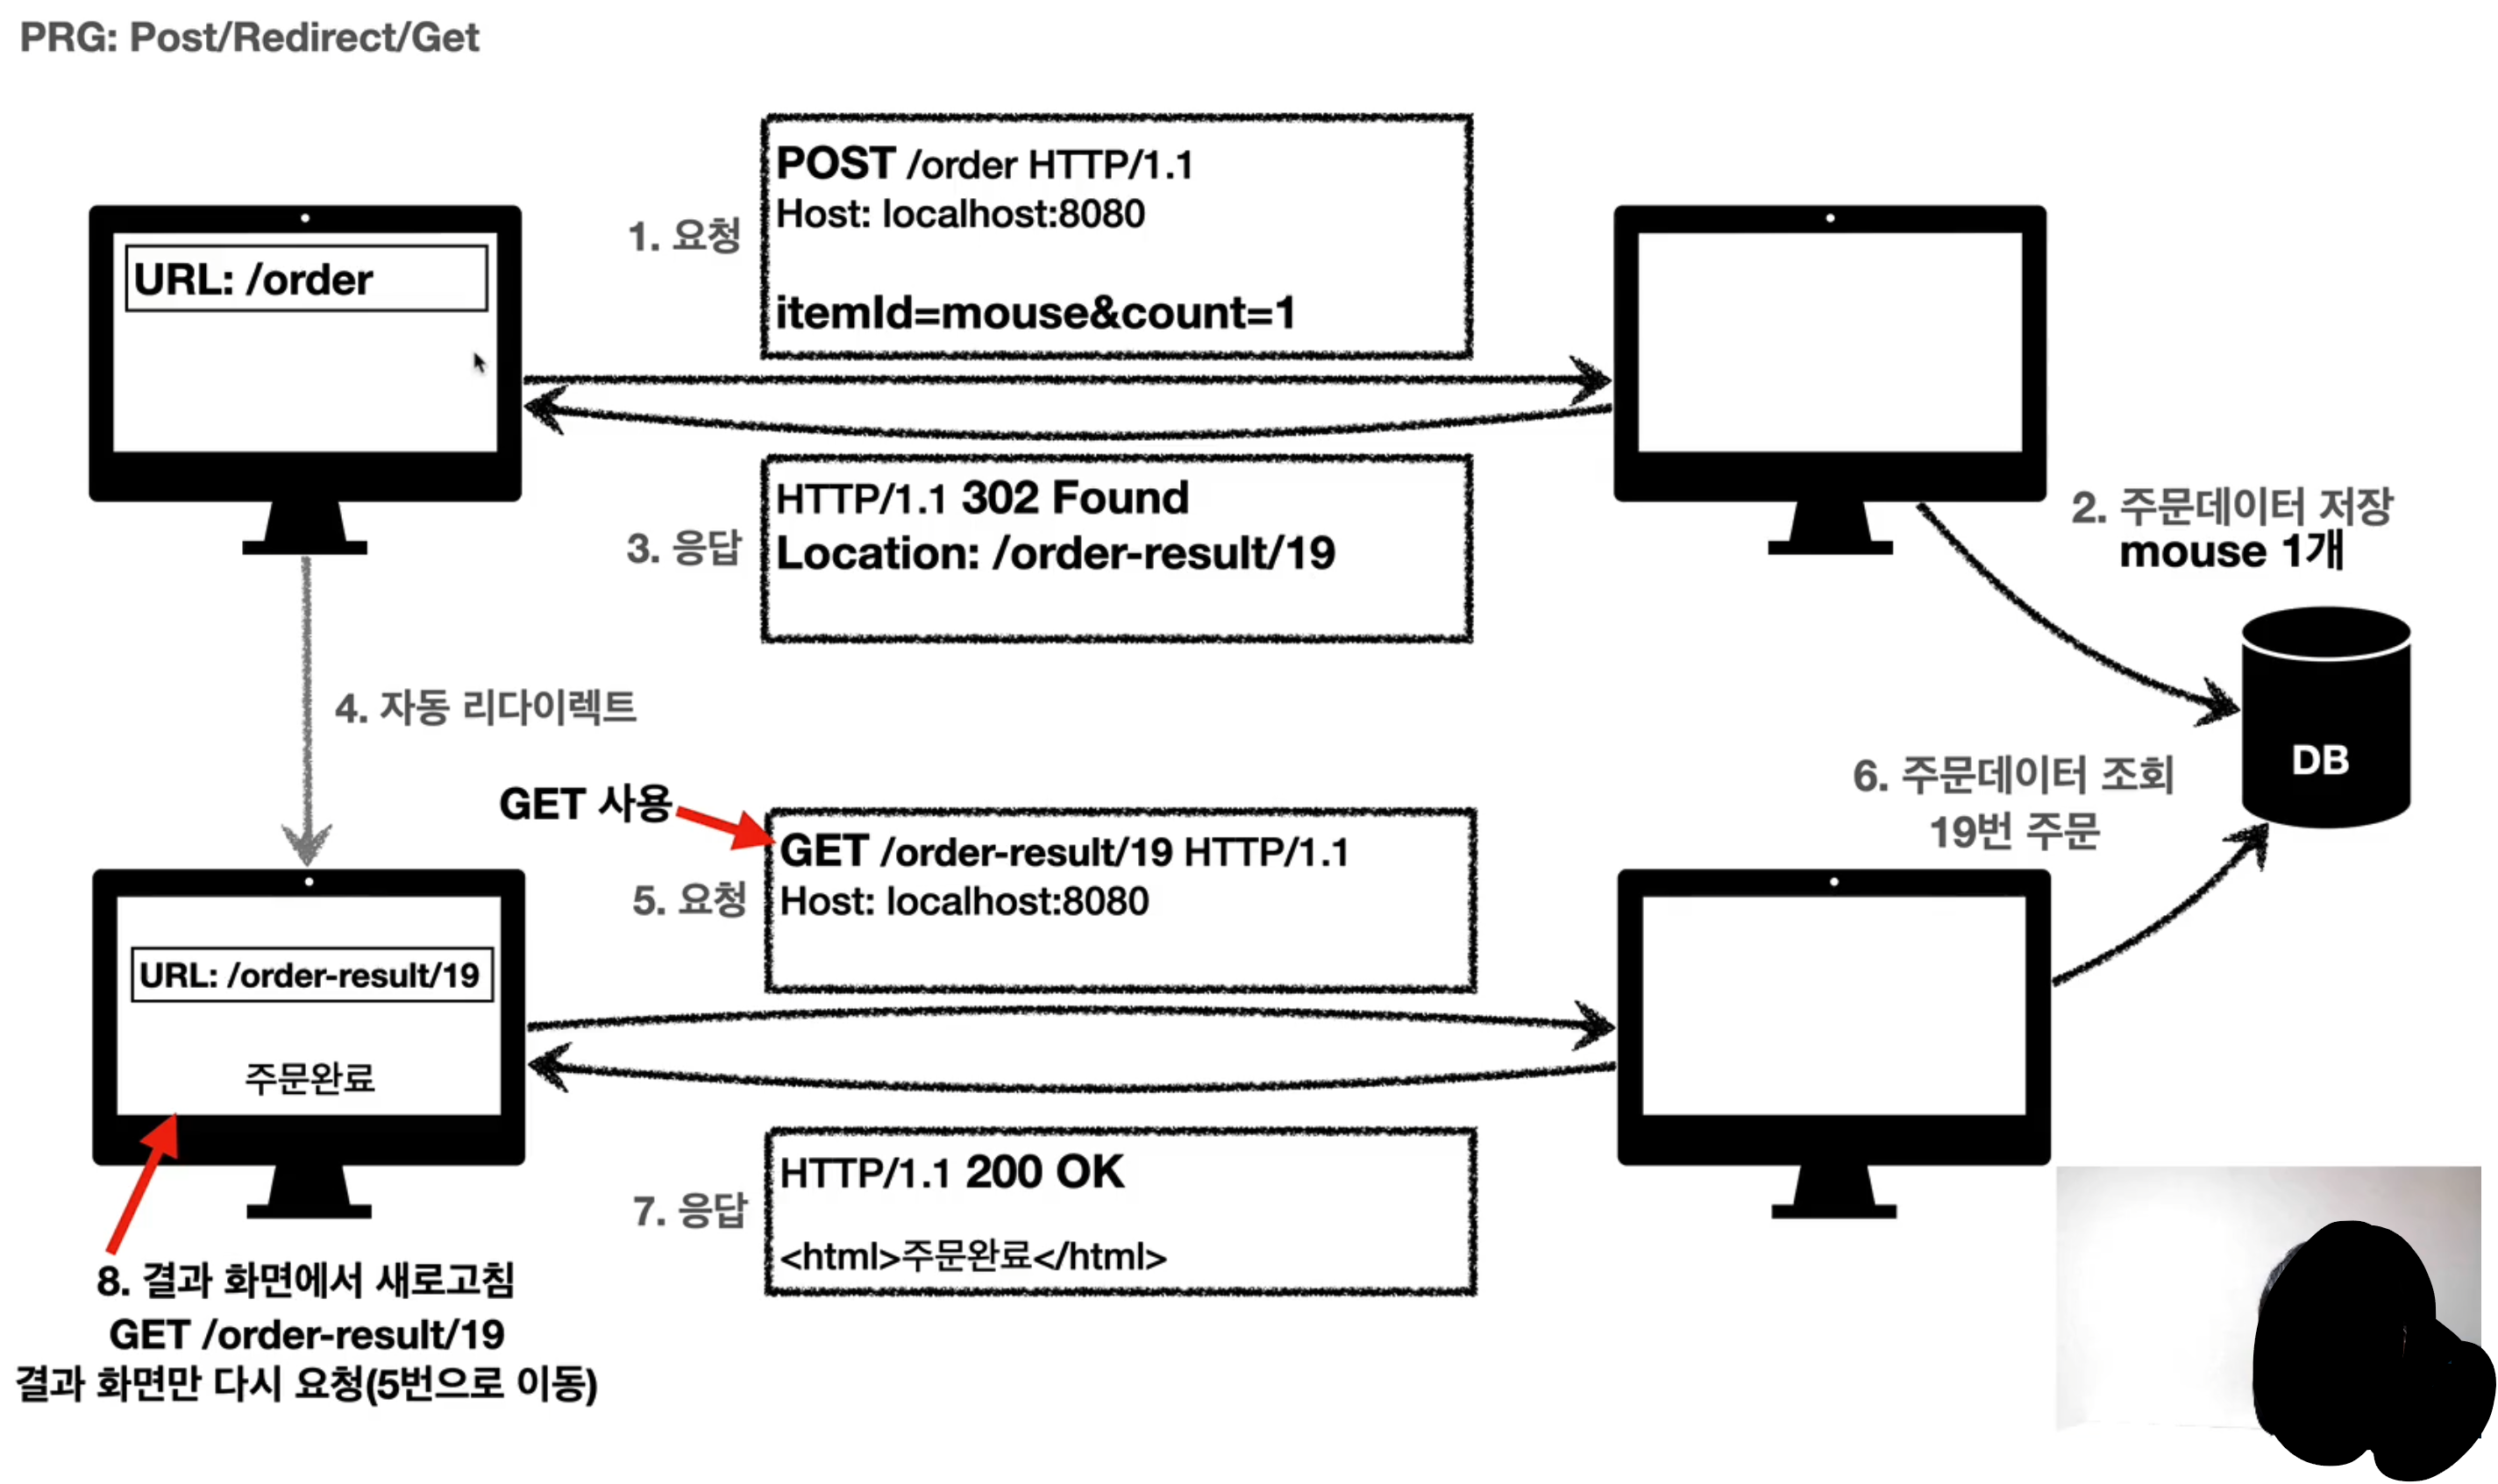 PRG: Post/Redirect/Get
URL: /order
1. 요청
POST /order HTTP/1.1
Host: localhost:8080
itemId=mouse&count=1
2. 주문데이터 저장
mouse 1개
3. 응답
HTTP/1.1 302 Found
Location: /order-result/19
4. 자동 리다이렉트
DB
GET 사용
5. 요청
GET /order-result/19 HTTP/1.1
Host: localhost:8080
6. 주문데이터 조회
19번 주문
URL: /order-result/19
주문완료
7. 응답
HTTP/1.1 200 OK
<html>주문완료</html>
8. 결과 화면에서 새로고침
GET /order-result/19
결과 화면만 다시 요청(5번으로 이동)